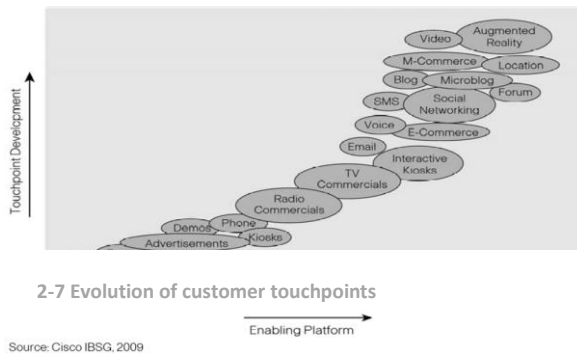 Video
Augmented
Reality
M-Commerce
Location
Blog
Microblog
Forum
SMS
Social
Networking
Voice
E-Commerce
Email
Interactive
Kiosks
TV
Commercials
Radio
Commercials
Phone
Demos
Kiosks
Advertisements
Touchpoint Development
2-7 Evolution of customer touchpoints
Enabling Platform
Source: Cisco IBSG, 2009